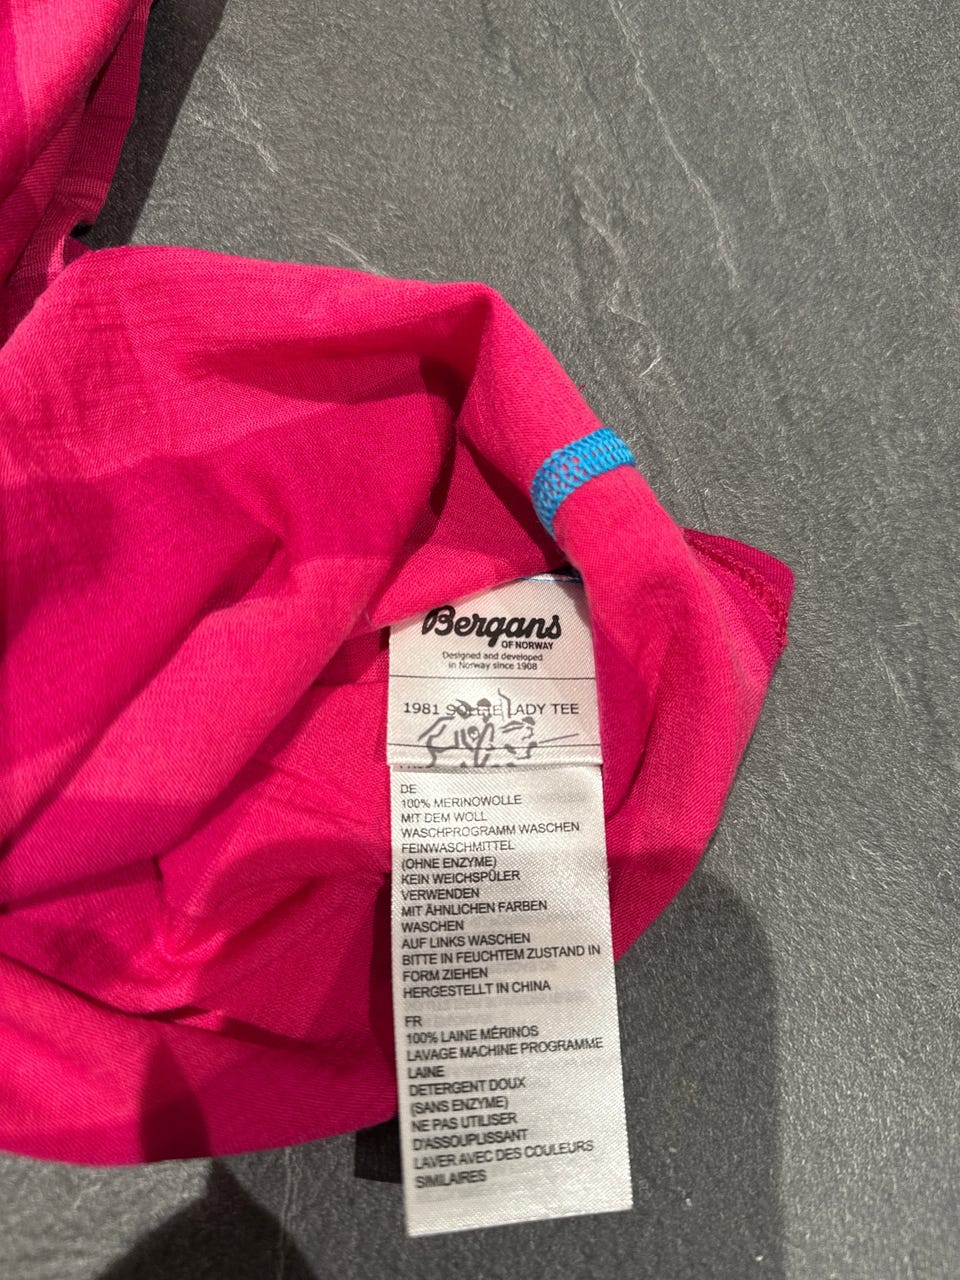 Bergans
OF NORWAY
Designed and developed
in Norway since 1908
1981 LADY TEE
DE
100% MERINOWOLLE
MIT DEM WOLL
WASCHPROGRAMM WASCHEN
FEINWASCHMITTEL
(OHNE ENZYME)
KEIN WEICHSPÜLER
VERWENDEN
MIT ÄHNLICHEN FARBEN
WASCHEN
AUF LINKS WASCHEN
BITTE IN FEUCHTEM ZUSTAND IN
FORM ZIEHEN
HERGESTELLT IN CHINA
FR
100% LAINE MÉRINOS
LAVAGE MACHINE PROGRAMME
LAINE
DETERGENT DOUX
(SANS ENZYME)
NE PAS UTILISER
D'ASSOUPLISSANT
LAVER AVEC DES COULEURS
SIMILAIRES